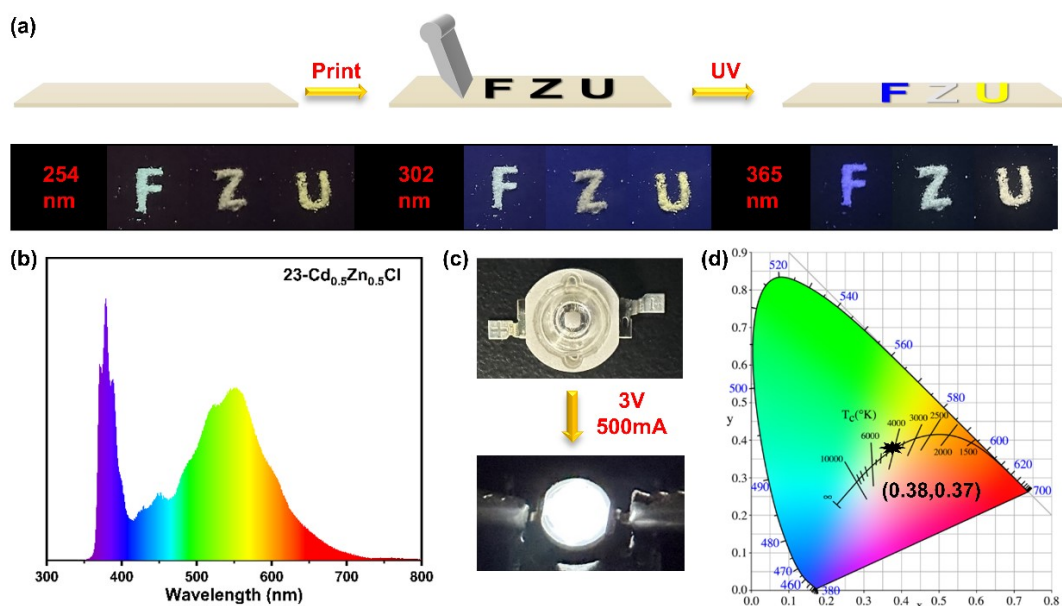 (a)
Print
F Z U
UV
F Z U
254
nm
F Z U
302
nm
F Z U
365
nm
F Z U
(b)
23-Cd0.5Zn0.5Cl
300 400 500 600 700 800
Wavelength (nm)
(c)
3V
500mA
(d)
0.9
0.8
0.7
0.6
0.5
y
0.4
0.3
0.2
0.1
0.0
0.0 0.1 0.2 0.3 0.4 0.5 0.6 0.7 0.8
x
520
540
560
500
580
600
620
700
490
480
470
460
380
Tc(°K)
∞
10000
6000
4000
3000
2500
2000
1500
(0.38,0.37)